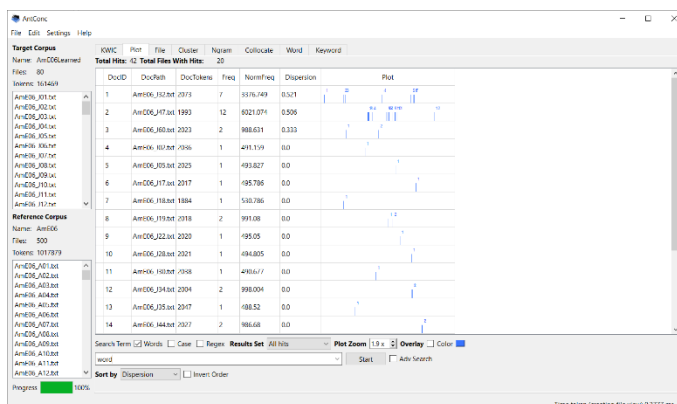 AntConc
File Edit Settings Help
Target Corpus
Name: AmE06Learned
Files: 80
Tokens: 161469
AmE06_J01.txt
AmE06_J02.txt
AmE06_J03.txt
AmE06_J04.txt
AmE06_J05.txt
AmE06_J06.txt
AmE06_J07.txt
AmE06_J08.txt
AmE06_J09.txt
AmE06_J10.txt
AmE06_J11.txt
AmE06_J12.txt
Reference Corpus
Name: AmE06
Files: 500
Tokens: 1017879
AmE06_A01.txt
AmE06_A02.txt
AmE06_A03.txt
AmE06_A04.txt
AmE06_A05.txt
AmE06_A06.txt
AmE06_A07.txt
AmE06_A08.txt
AmE06_A09.txt
AmE06_A10.txt
AmE06_A11.txt
AmE06_A12.txt
Progress 100%
KWIC Plot File Cluster Ngram Collocate Word Keyword
Total Hits: 42 Total Files With Hits: 20
DocID DocPath DocTokens Freq NormFreq Dispersion Plot
1 AmE06_J32.txt 2073 7 3376.749 0.521
2 AmE06_J47.txt 1993 12 6021.074 0.506
3 AmE06_J60.txt 2023 2 988.631 0.333
4 AmE06_J02.txt 2036 1 491.159 0.0
5 AmE06_J05.txt 2025 1 493.827 0.0
6 AmE06_J17.txt 2017 1 495.786 0.0
7 AmE06_J18.txt 1884 1 530.786 0.0
8 AmE06_J19.txt 2018 2 991.08 0.0
9 AmE06_J22.txt 2020 1 495.05 0.0
10 AmE06_J28.txt 2021 1 494.805 0.0
11 AmE06_J30.txt 2038 1 490.677 0.0
12 AmE06_J34.txt 2004 2 998.004 0.0
13 AmE06_J35.txt 2047 1 488.52 0.0
14 AmE06_J44.txt 2027 2 986.68 0.0
Search Term Words Case Regex Results Set All hits Plot Zoom 1.9 x Overlay Color
word Start Adv Search
Sort by Dispersion Invert Order